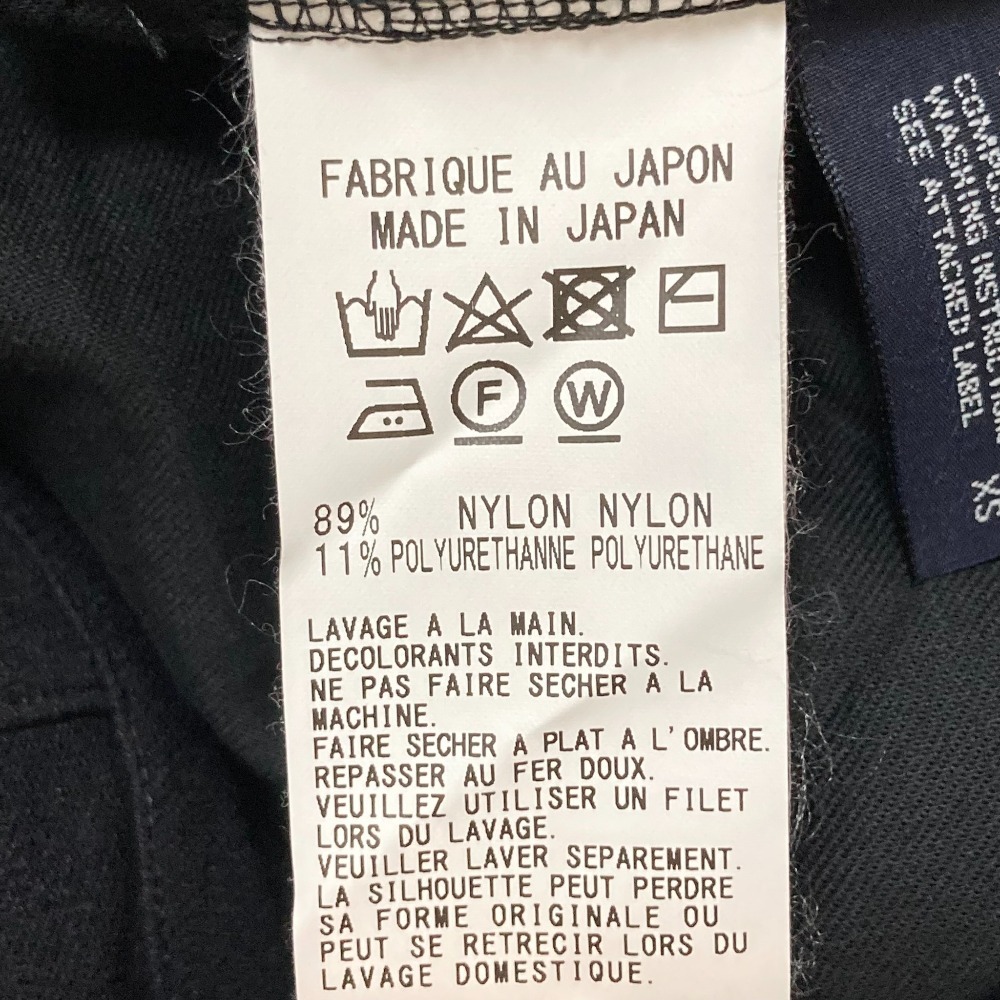 FABRIQUE AU JAPON
MADE IN JAPAN
F W
89% NYLON NYLON
11% POLYURETHANNE POLYURETHANE
LAVAGE A LA MAIN.
DECOLORANTS INTERDITS.
NE PAS FAIRE SECHER A LA
MACHINE.
FAIRE SECHER A PLAT A L'OMBRE.
REPASSER AU FER DOUX.
VEUILLEZ UTILISER UN FILET
LORS DU LAVAGE.
VEUILLER LAVER SEPAREMENT.
LA SILHOUETTE PEUT PERDRE
SA FORME ORIGINALE OU
PEUT SE RETRECIR LORS DU
LAVAGE DOMESTIQUE.
WASHING
SEE ATTACHED LABEL
XS